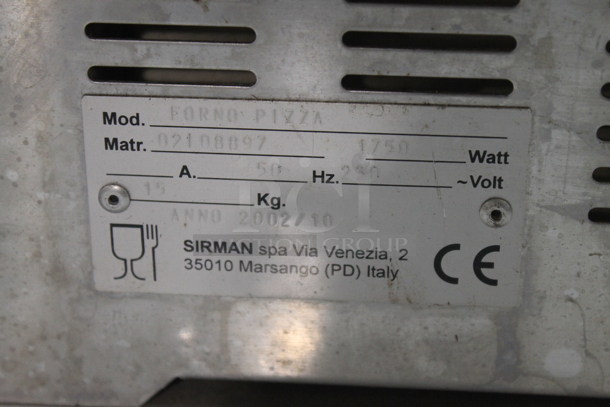 Mod. FORNO PIZZA
Matr. 02108897 1750 Watt
A. 50 Hz. 230 ~Volt
15 Kg.
ANNO 2002/10
SIRMAN spa Via Venezia, 2
35010 Marsango (PD) Italy
CE